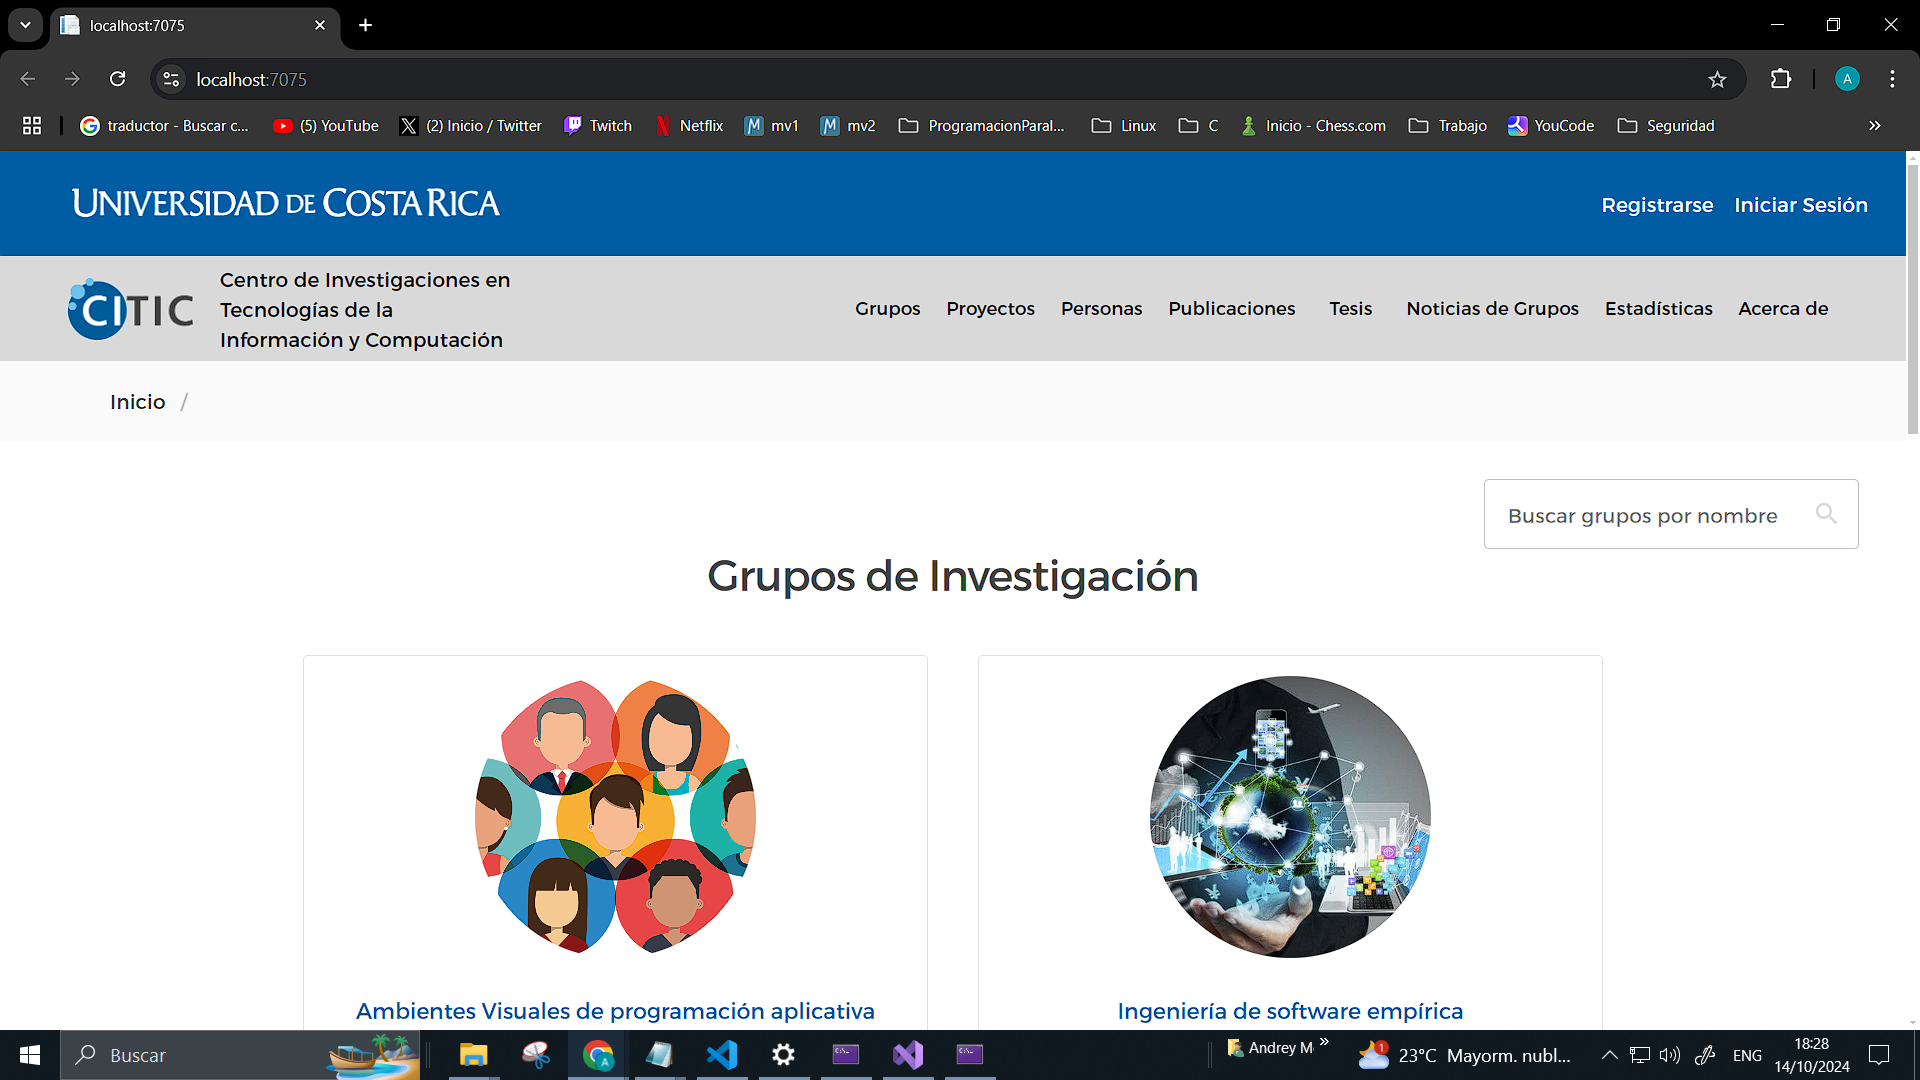 localhost:7075
localhost:7075
traductor - Buscar c...
(5) YouTube
(2) Inicio / Twitter
Twitch
Netflix
M mv1
M mv2
ProgramacionParal...
Linux
C
Inicio - Chess.com
Trabajo
YouCode
Seguridad
UNIVERSIDAD DE COSTA RICA
Registrarse
Iniciar Sesión
CITIC
Centro de Investigaciones en
Tecnologías de la
Información y Computación
Grupos
Proyectos
Personas
Publicaciones
Tesis
Noticias de Grupos
Estadísticas
Acerca de
Inicio /
Buscar grupos por nombre
Grupos de Investigación
Ambientes Visuales de programación aplicativa
Ingeniería de software empírica
Buscar
Andrey M
1
23°C Mayorm. nubl...
ENG
18:28
14/10/2024